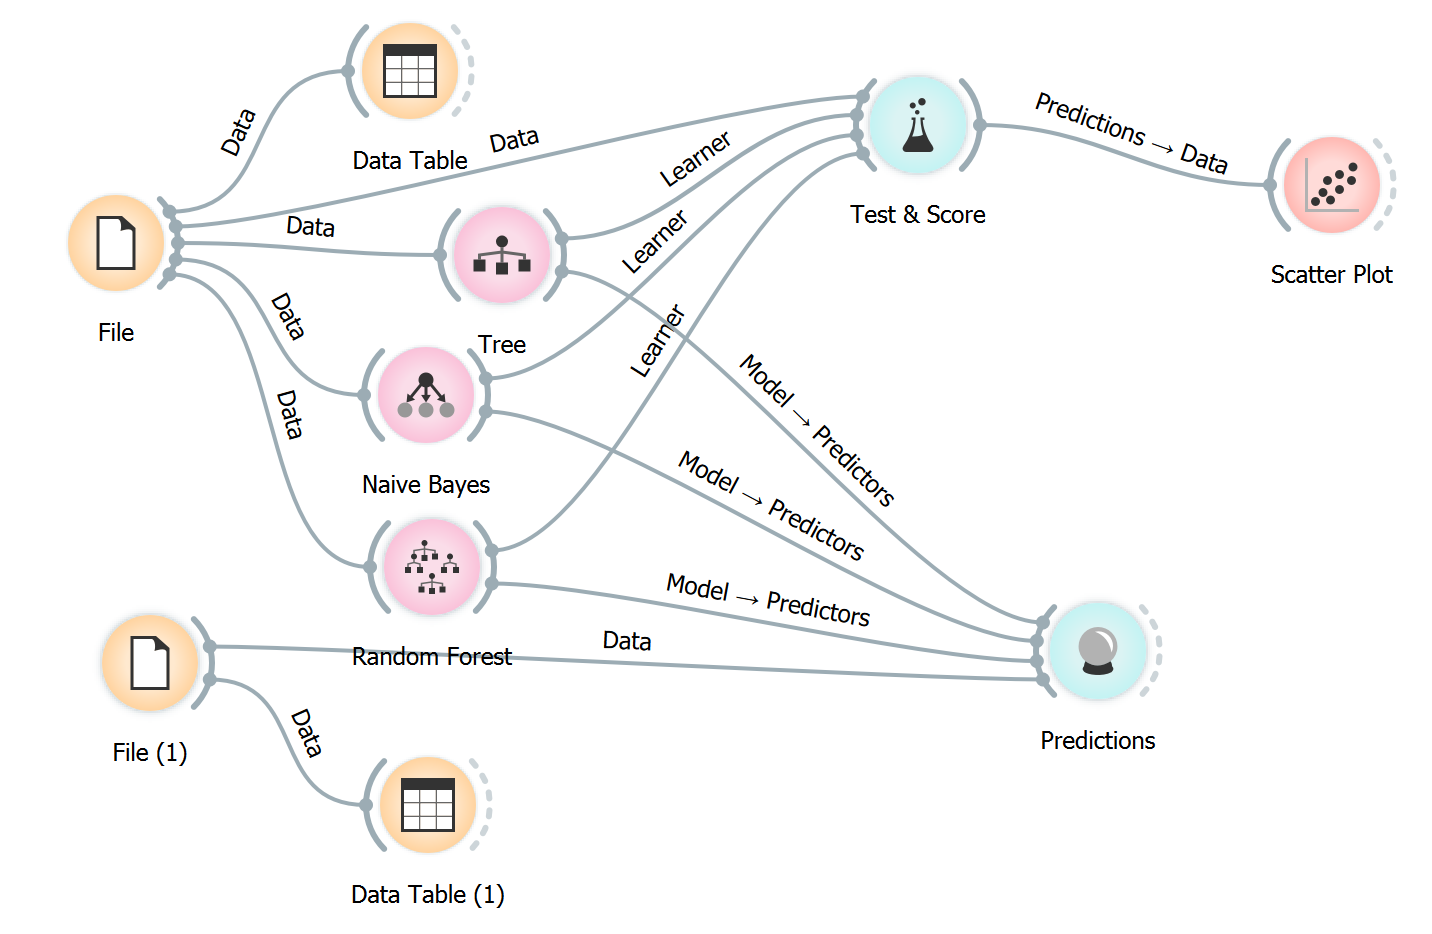 Data
Data Table
Data
Learner
Predictions → Data
Test & Score
Scatter Plot
Data
Learner
File
Data
Tree
Learner
Model → Predictors
Data
Naive Bayes
Model → Predictors
Model → Predictors
Random Forest
Data
File (1)
Data
Predictions
Data Table (1)